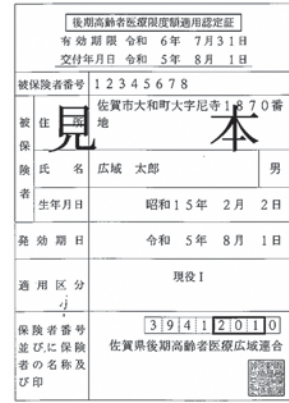 後期高齢者医療限度額適用認定証
有効期限 令和 6年 7月31日
交付年月日 令和 5年 8月 1日
被保険者番号 12345678
被保険者
住所 佐賀市大和町大字尼寺1870番地
見本
氏名 広域 太郎 男
生年月日 昭和15年 2月 2日
発効期日 令和 5年 8月 1日
適用区分 現役Ⅰ
保険者番号並びに保険者の名称及び印
39412010
佐賀県後期高齢者医療広域連合